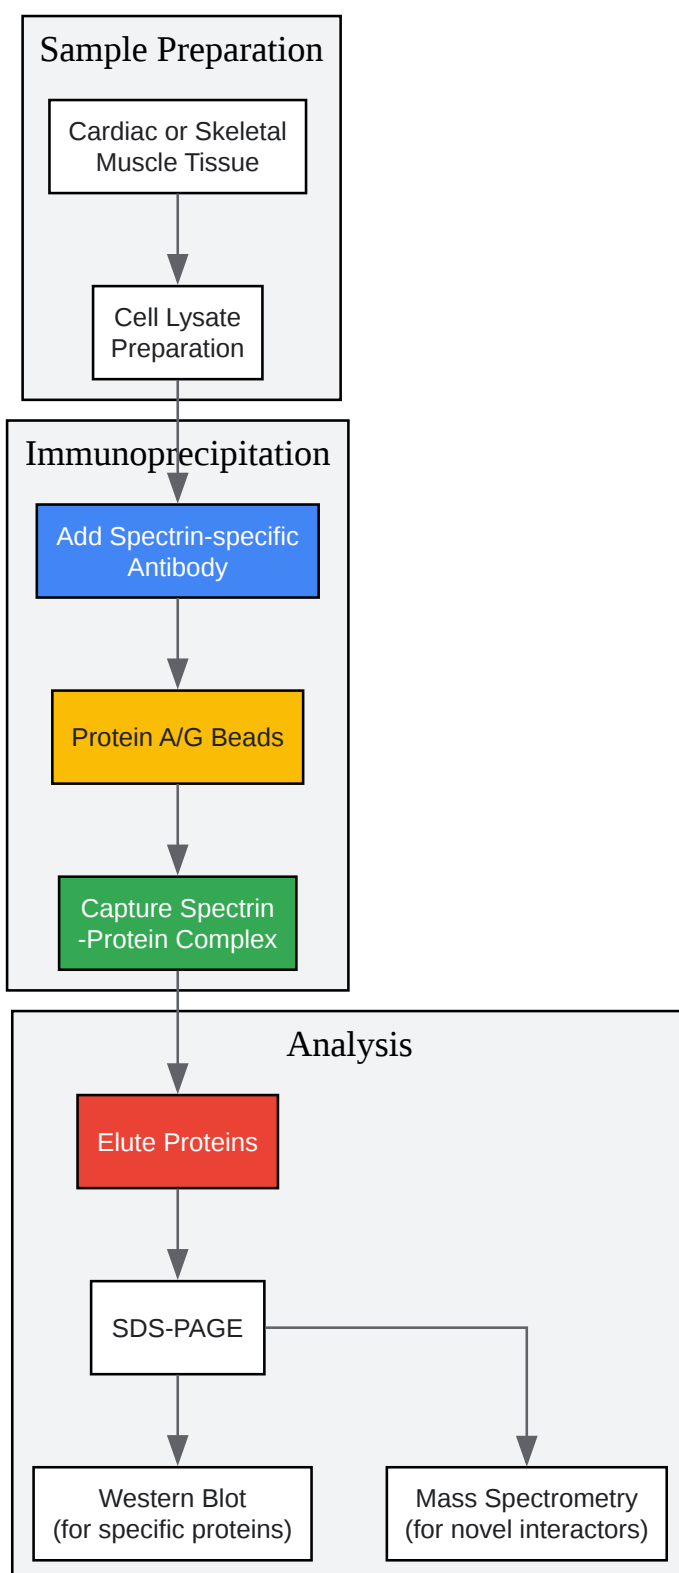 Sample Preparation
Cardiac or Skeletal
Muscle Tissue
Cell Lysate
Preparation
Immunoprecipitation
Add Spectrin-specific
Antibody
Protein A/G Beads
Capture Spectrin
-Protein Complex
Analysis
Elute Proteins
SDS-PAGE
Western Blot
(for specific proteins)
Mass Spectrometry
(for novel interactors)